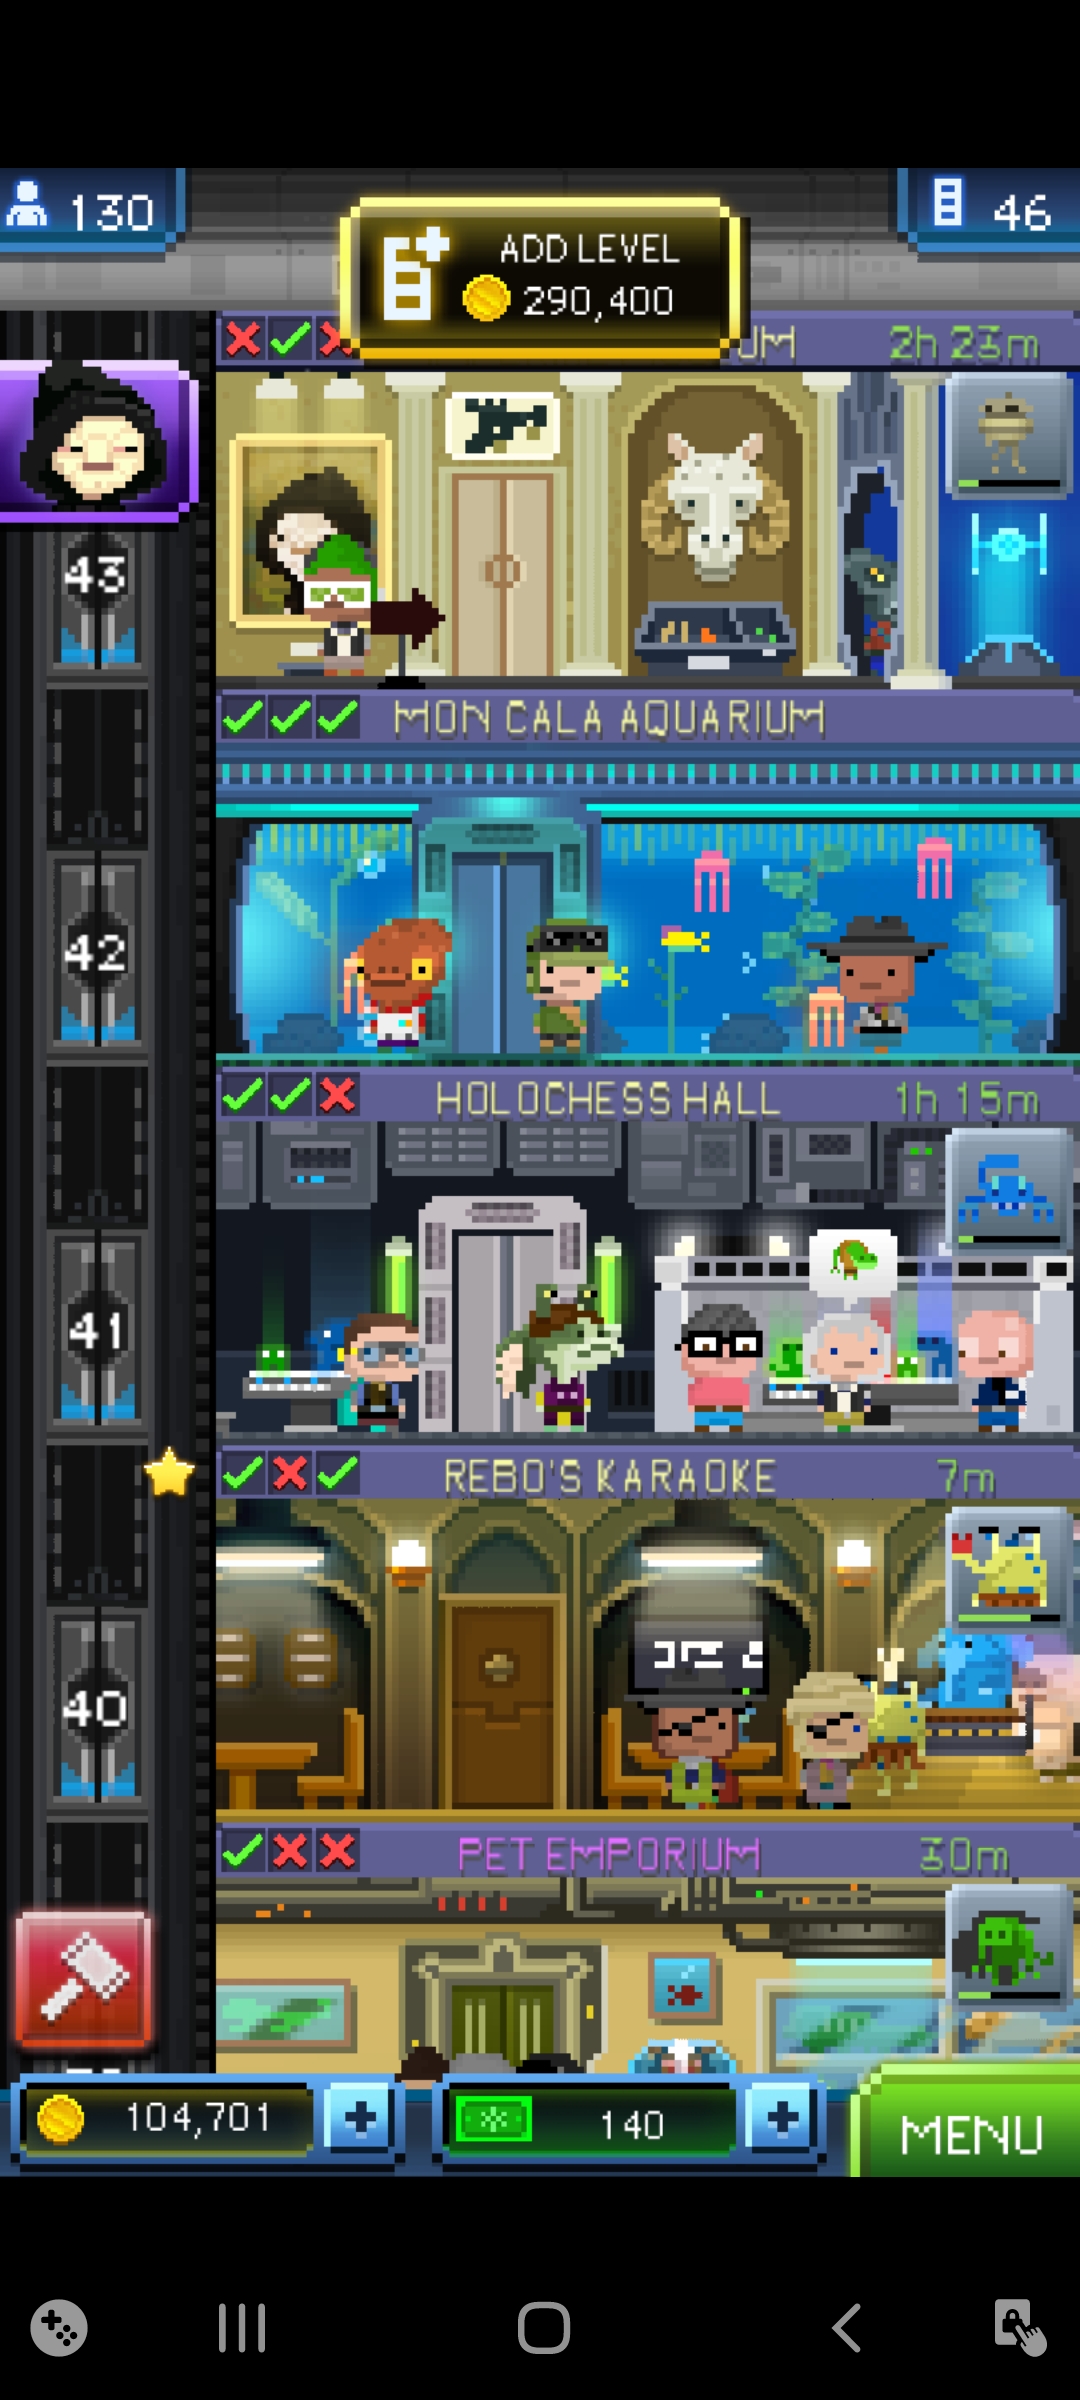 130
ADD LEVEL
290,400
46
UM 2h 23m
43
MON CALA AQUARIUM
42
HOLOCHESS HALL 1h 15m
41
REBO'S KARAOKE 7m
40
PET EMPORIUM 30m
104,701
140
MENU